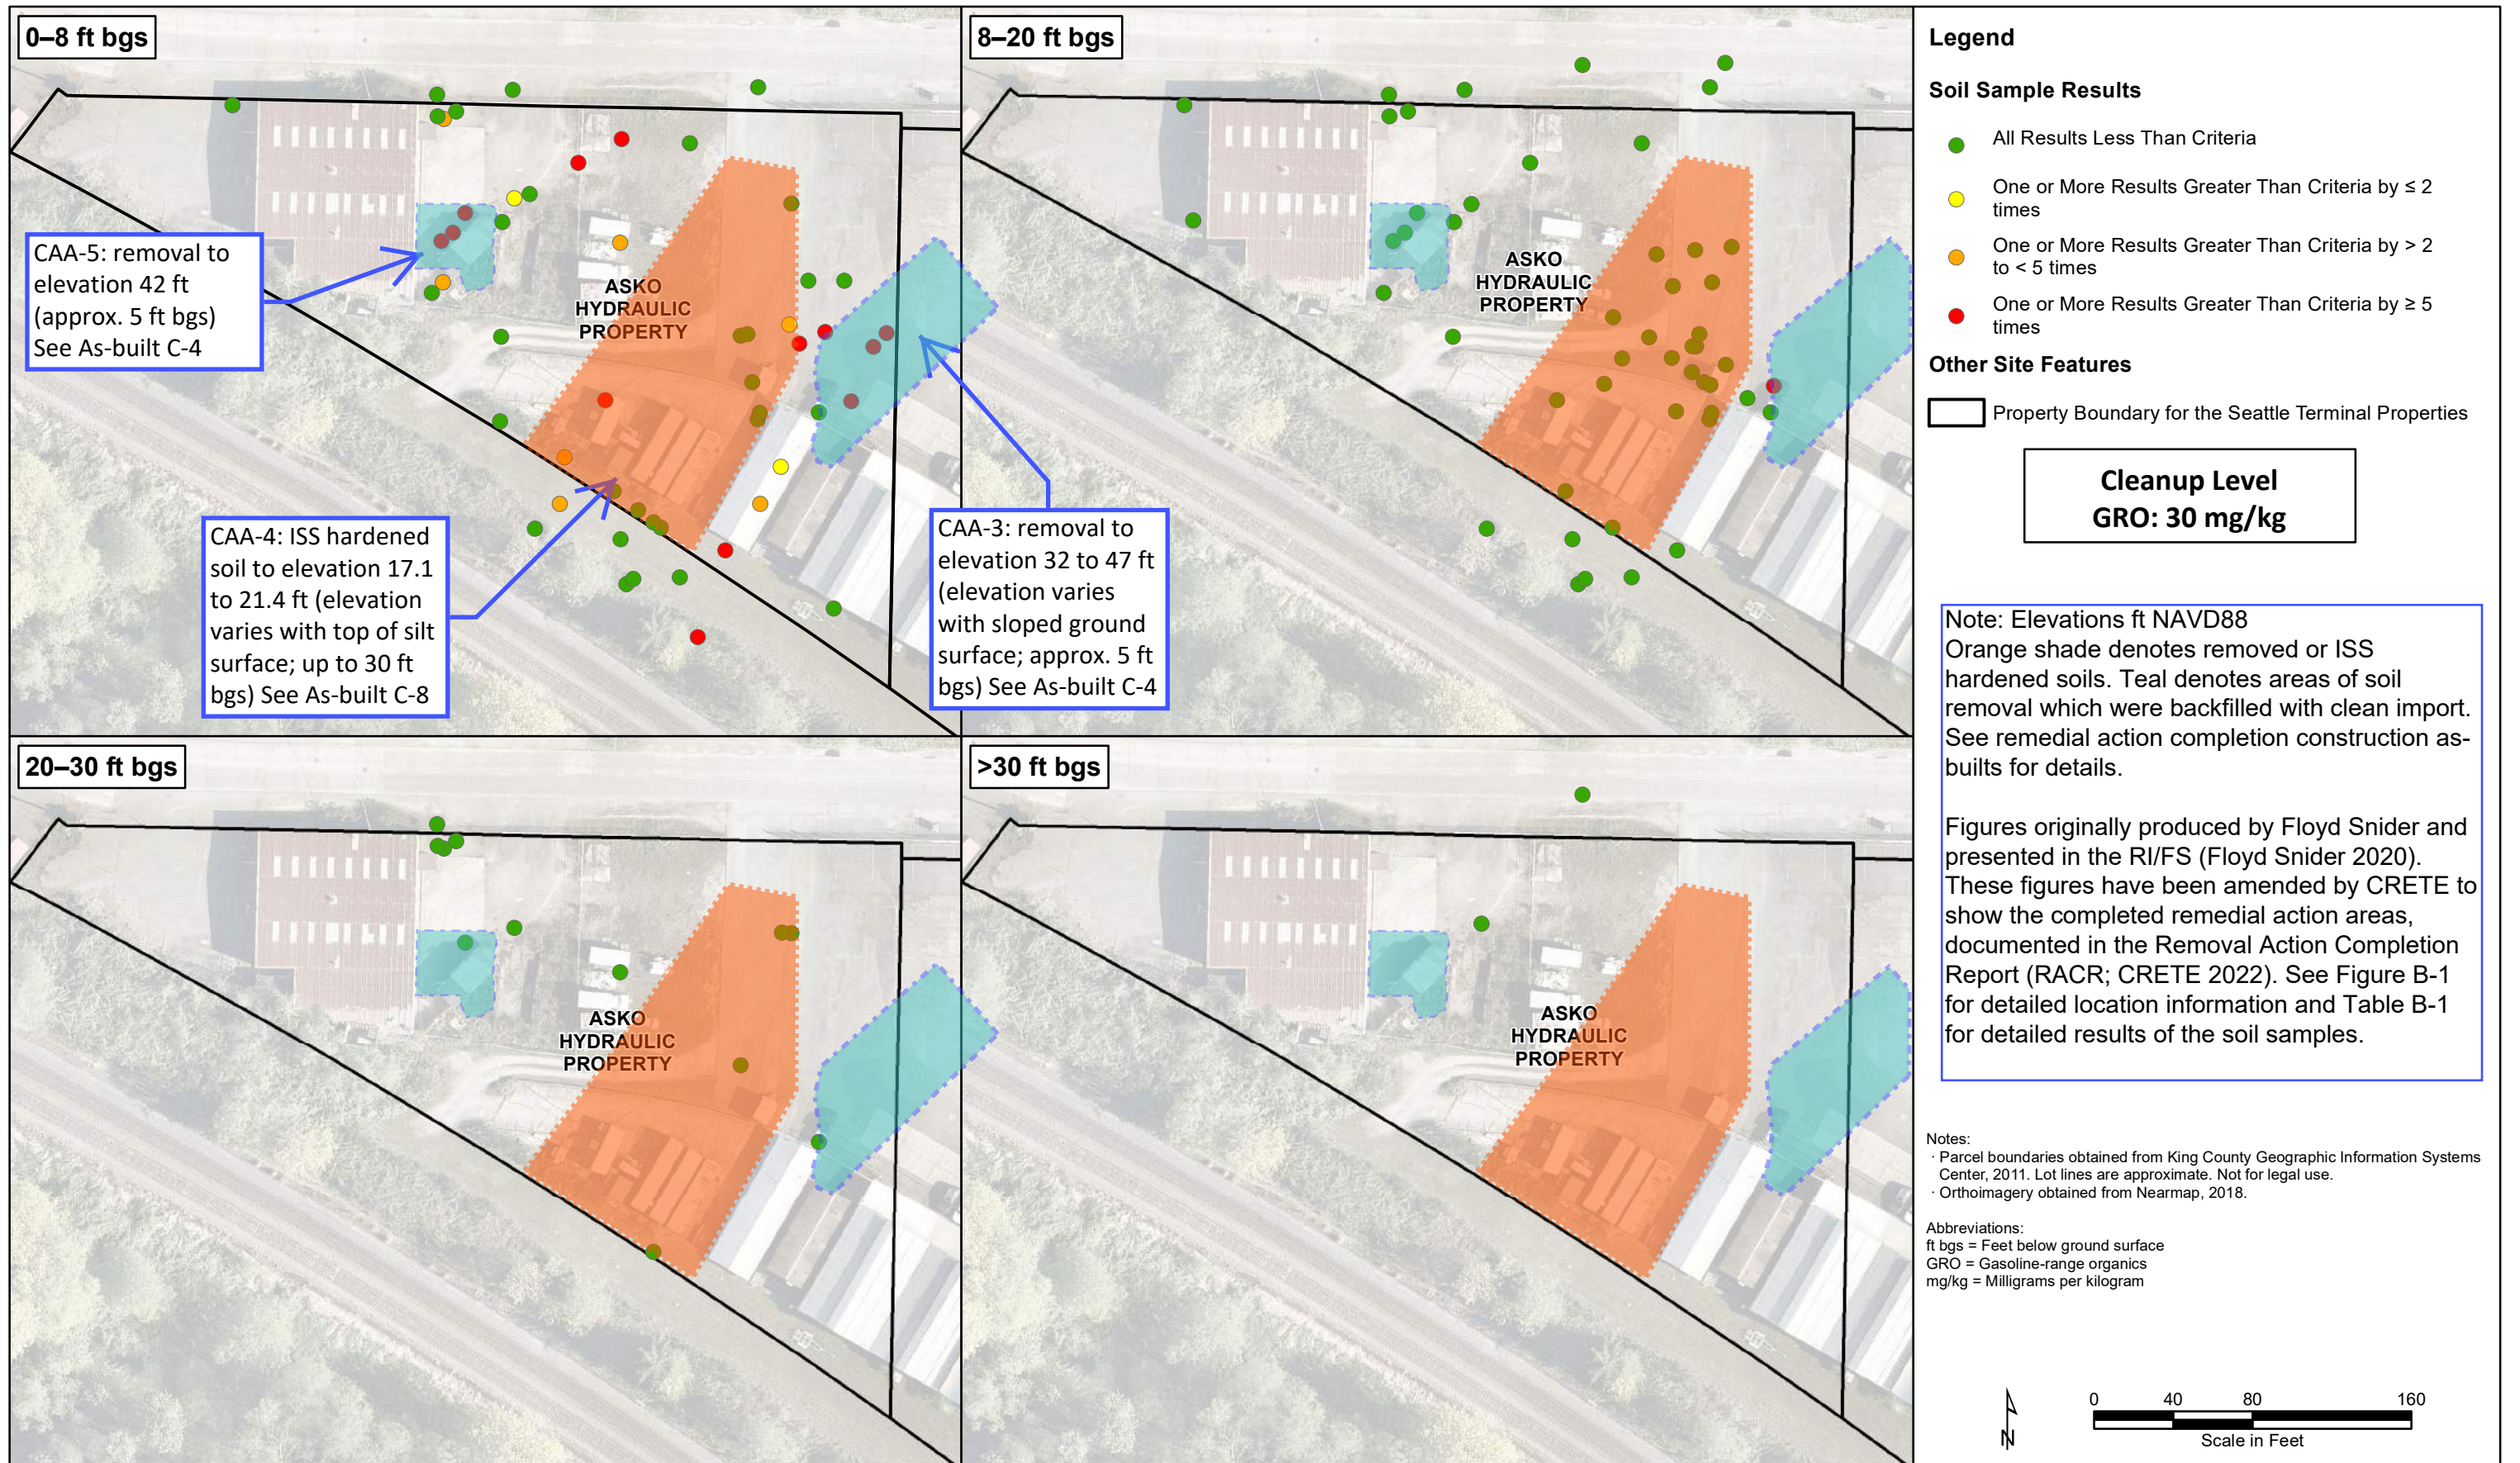 0–8 ft bgs
CAA-5: removal to
elevation 42 ft
(approx. 5 ft bgs)
See As-built C-4
ASKO
HYDRAULIC
PROPERTY
CAA-4: ISS hardened
soil to elevation 17.1
to 21.4 ft (elevation
varies with top of silt
surface; up to 30 ft
bgs) See As-built C-8
8–20 ft bgs
ASKO
HYDRAULIC
PROPERTY
CAA-3: removal to
elevation 32 to 47 ft
(elevation varies
with sloped ground
surface; approx. 5 ft
bgs) See As-built C-4
20–30 ft bgs
ASKO
HYDRAULIC
PROPERTY
>30 ft bgs
ASKO
HYDRAULIC
PROPERTY
Legend
Soil Sample Results
All Results Less Than Criteria
One or More Results Greater Than Criteria by ≤ 2
times
One or More Results Greater Than Criteria by > 2
to < 5 times
One or More Results Greater Than Criteria by ≥ 5
times
Other Site Features
Property Boundary for the Seattle Terminal Properties
Cleanup Level
GRO: 30 mg/kg
Note: Elevations ft NAVD88
Orange shade denotes removed or ISS
hardened soils. Teal denotes areas of soil
removal which were backfilled with clean import.
See remedial action completion construction as-
builts for details.
Figures originally produced by Floyd Snider and
presented in the RI/FS (Floyd Snider 2020).
These figures have been amended by CRETE to
show the completed remedial action areas,
documented in the Removal Action Completion
Report (RACR; CRETE 2022). See Figure B-1
for detailed location information and Table B-1
for detailed results of the soil samples.
Notes:
· Parcel boundaries obtained from King County Geographic Information Systems
Center, 2011. Lot lines are approximate. Not for legal use.
· Orthoimagery obtained from Nearmap, 2018.
Abbreviations:
ft bgs = Feet below ground surface
GRO = Gasoline-range organics
mg/kg = Milligrams per kilogram
N
0 40 80 160
Scale in Feet